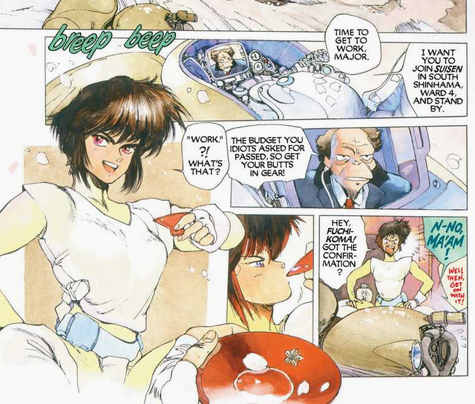 breep beep
TIME TO
GET TO
WORK,
MAJOR.
I WANT
YOU TO
JOIN SUISEN
IN SOUTH
SHINHAMA,
WARD 4,
AND STAND
BY.
"WORK."
?!
WHAT'S
THAT?
THE BUDGET YOU
IDIOTS ASKED FOR
PASSED, SO GET
YOUR BUTTS
IN GEAR!
HEY,
FUCHI-
KOMA!
GOT THE
CONFIR-
MATION
?
N-NO,
MA'AM
!
WELL,
THEN,
GET
ON
WITH
IT!